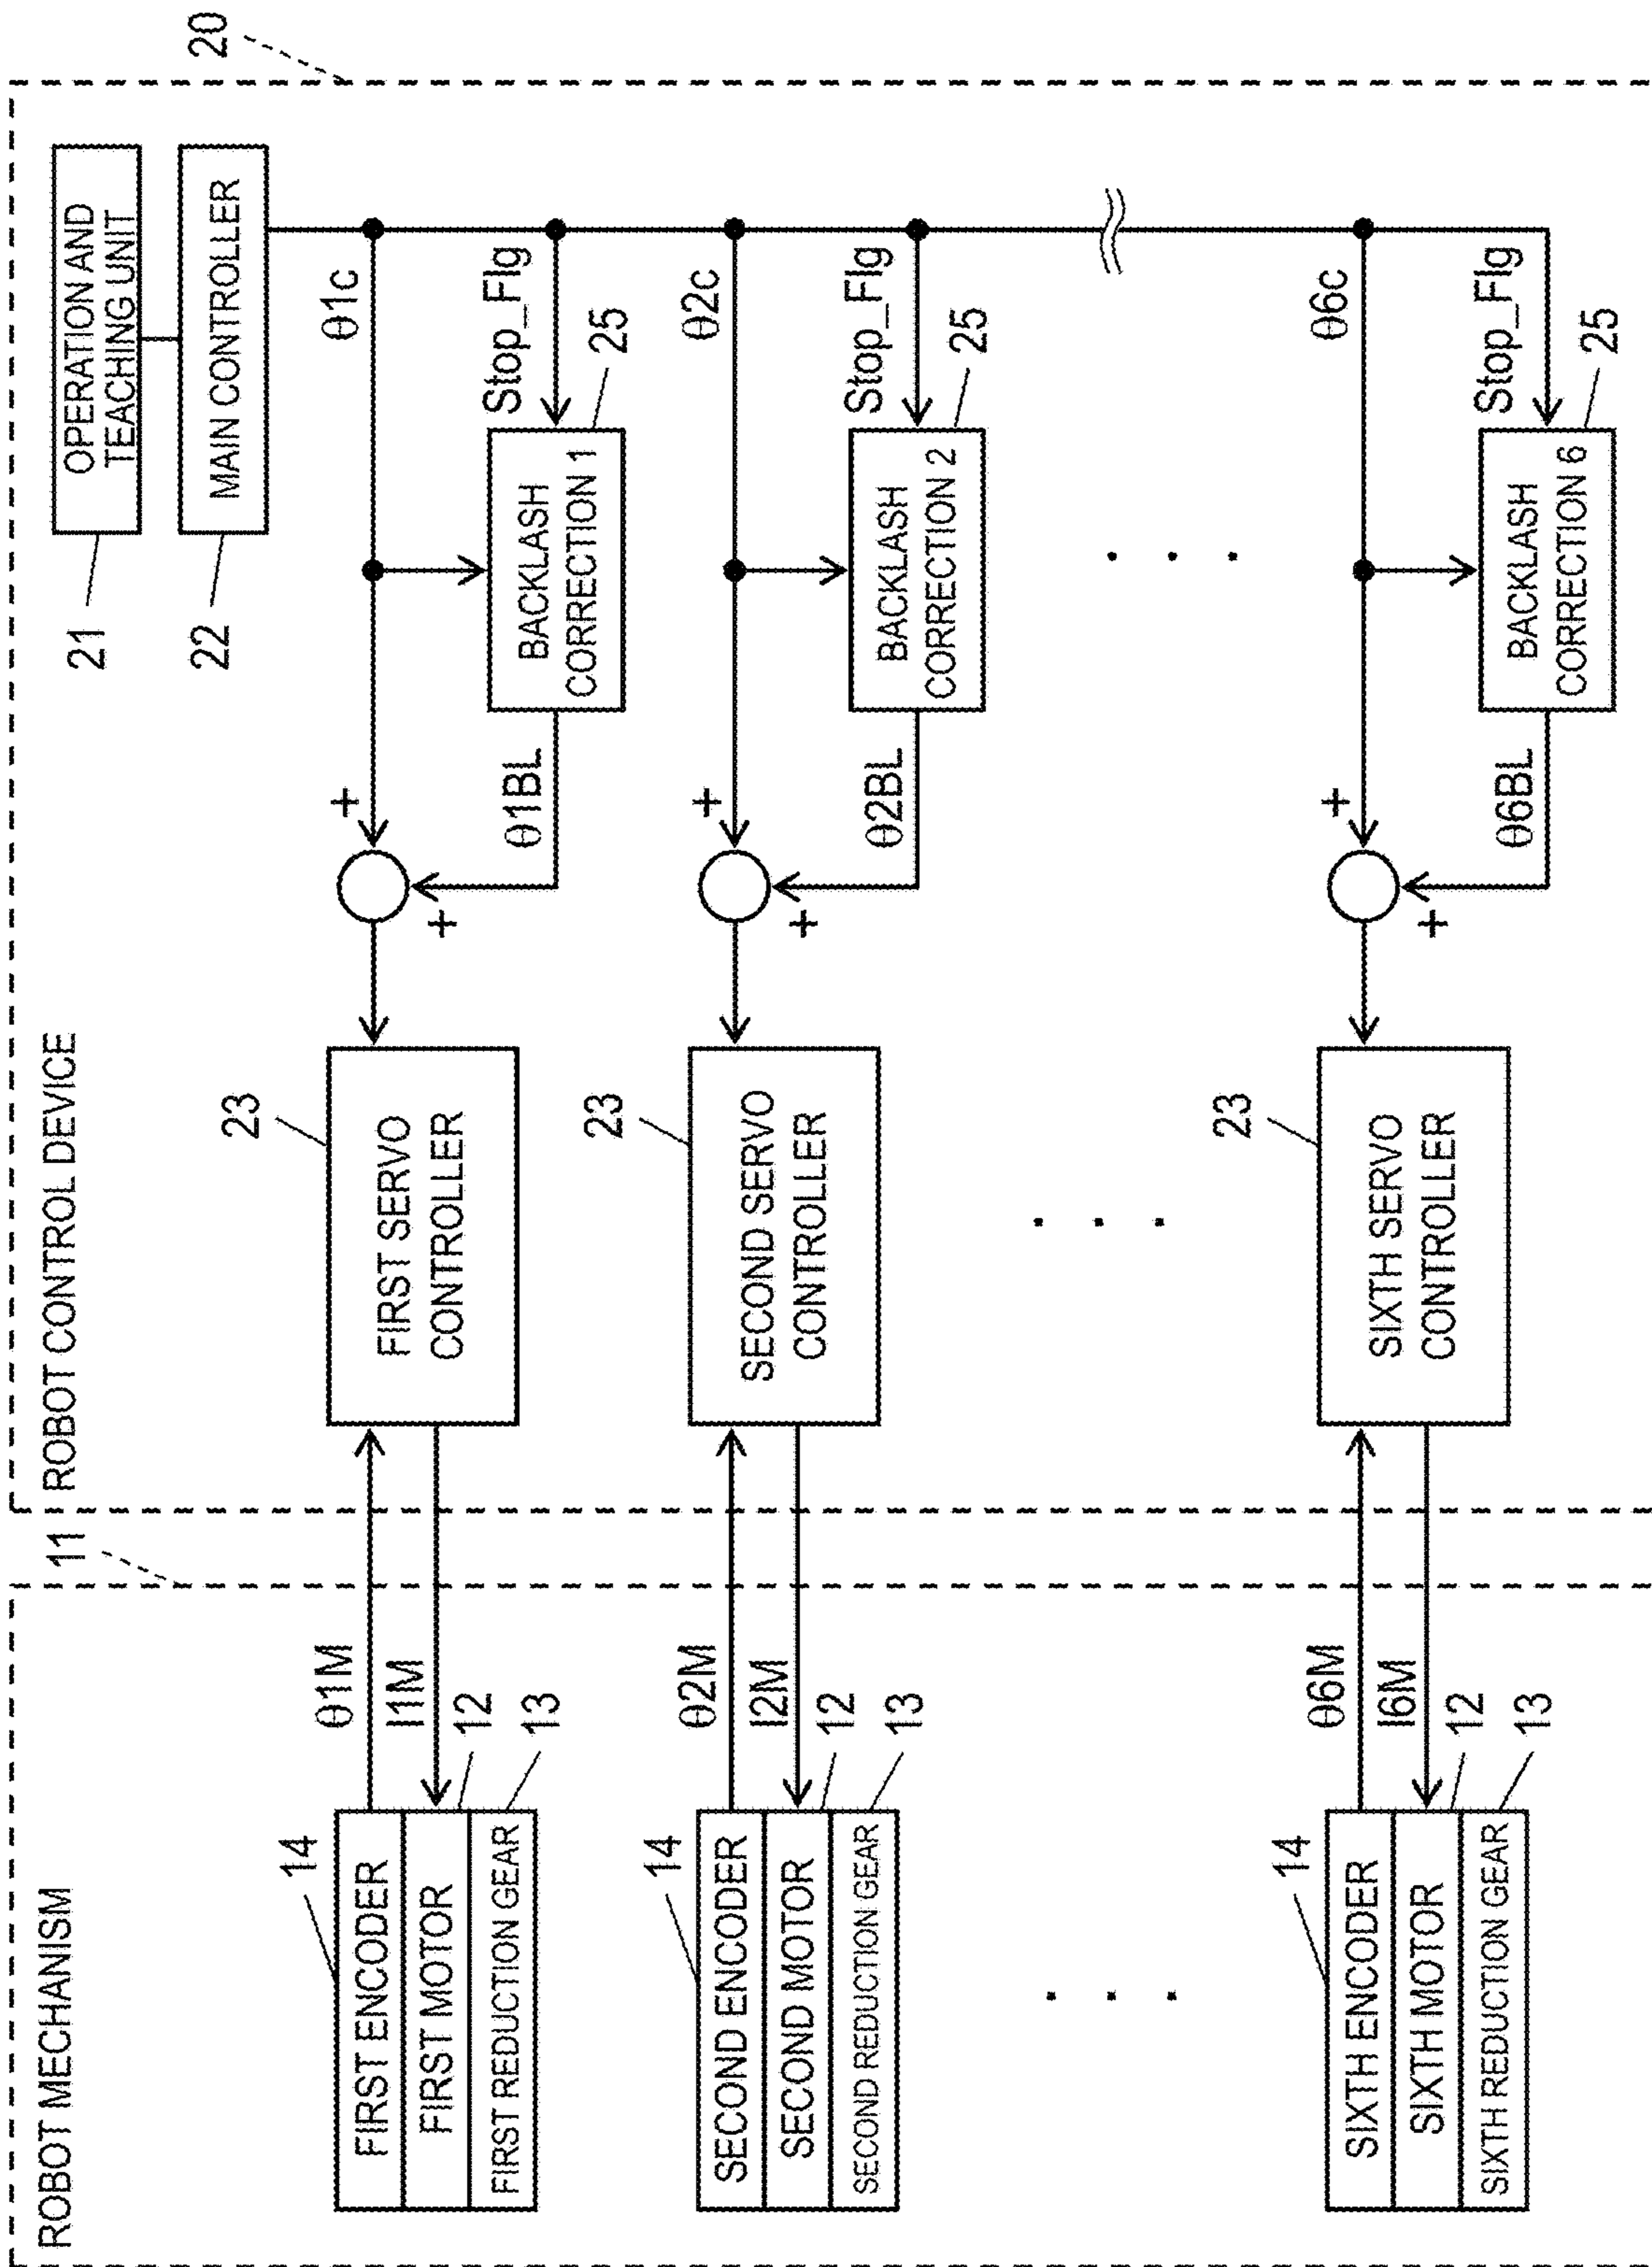 ROBOT MECHANISM
11
ROBOT CONTROL DEVICE
20
21
OPERATION AND
TEACHING UNIT
22
MAIN CONTROLLER
14
FIRST ENCODER
FIRST MOTOR
FIRST REDUCTION GEAR
θ1M
I1M
12
13
23
FIRST SERVO
CONTROLLER
+
+
θ1c
θ1BL
BACKLASH
CORRECTION 1
Stop_Flg
25
14
SECOND ENCODER
SECOND MOTOR
SECOND REDUCTION GEAR
θ2M
I2M
12
13
23
SECOND SERVO
CONTROLLER
+
+
θ2c
θ2BL
BACKLASH
CORRECTION 2
Stop_Flg
25
. . .
. . .
. . .
14
SIXTH ENCODER
SIXTH MOTOR
SIXTH REDUCTION GEAR
θ6M
I6M
12
13
23
SIXTH SERVO
CONTROLLER
+
+
θ6c
θ6BL
BACKLASH
CORRECTION 6
Stop_Flg
25